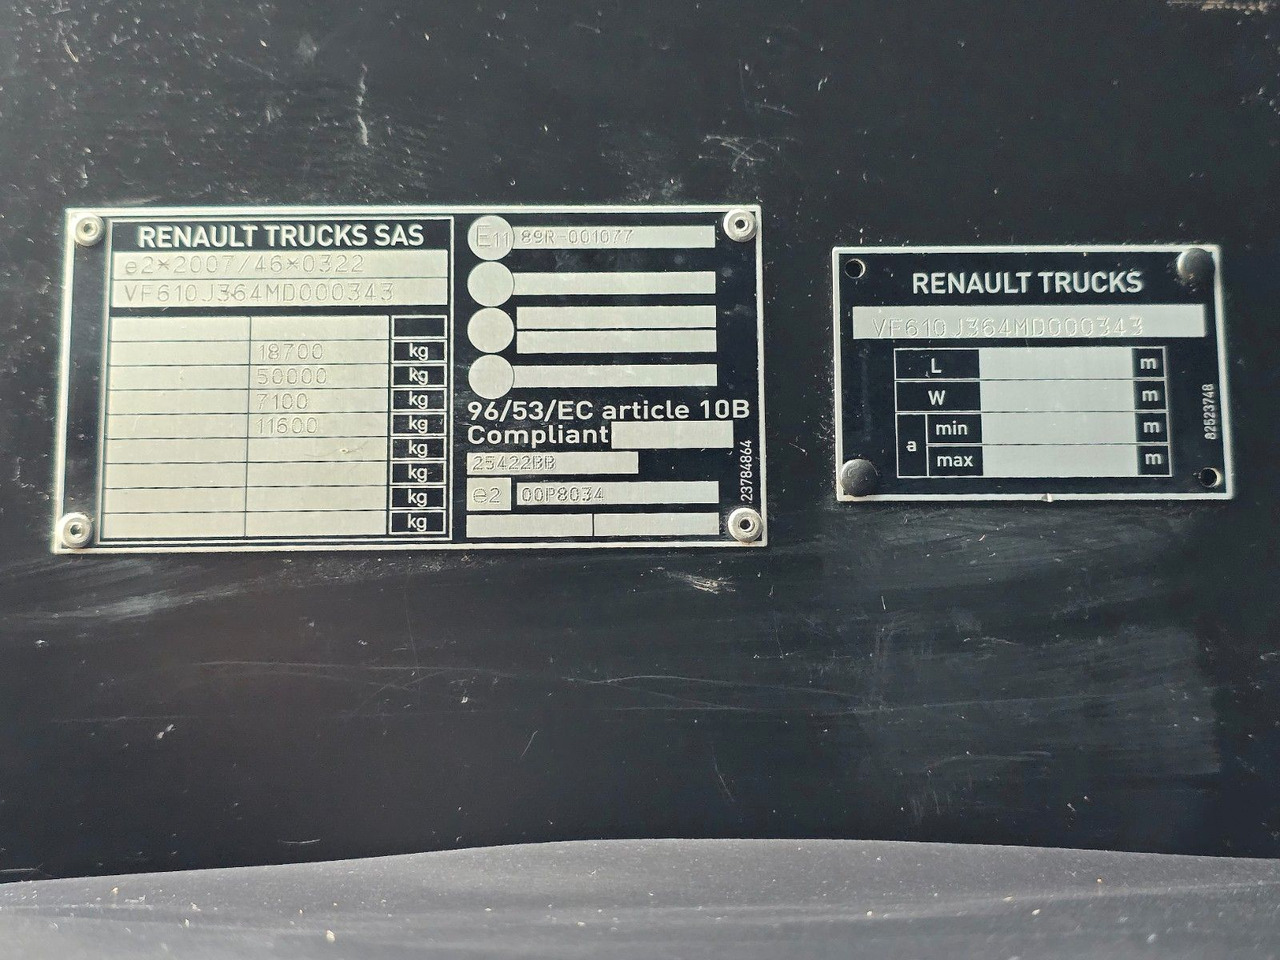 RENAULT TRUCKS SAS
e2*2007/46*0322
VF610J364MD000343
18700 kg
50000 kg
7100 kg
11600 kg
kg
kg
kg
kg
E11 89R-001077
96/53/EC article 10B
Compliant
25422BB
e2 00P8034
23784864
RENAULT TRUCKS
VF610J364MD000343
L m
W m
a min m
max m
82523748